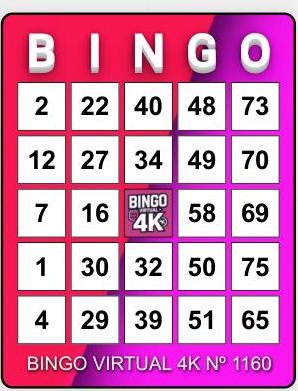 B I N G O
2 22 40 48 73
12 27 34 49 70
7 16 BINGO VIRTUAL 4K 58 69
1 30 32 50 75
4 29 39 51 65
BINGO VIRTUAL 4K Nº 1160